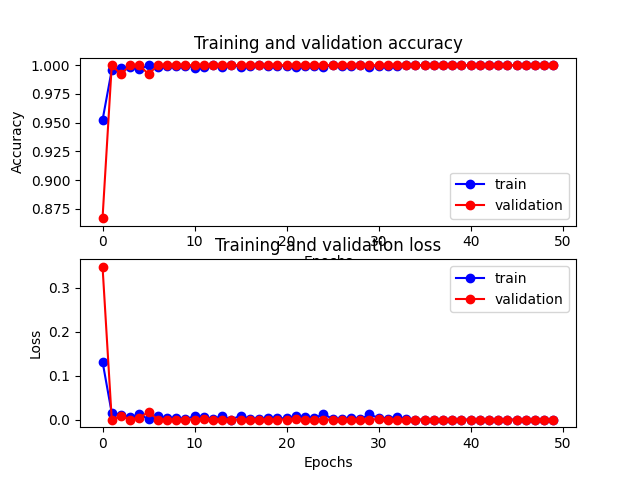 Training and validation accuracy
1.000
0.975
0.950
0.925
0.900
0.875
Accuracy
train
validation
0 10 20 30 40 50
Epochs
Training and validation loss
0.3
0.2
0.1
0.0
Loss
train
validation
0 10 20 30 40 50
Epochs